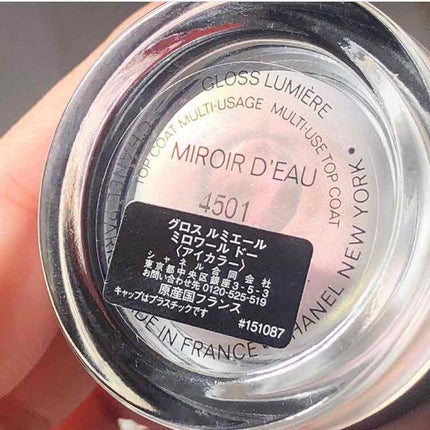 GLOSS LUMIÈRE
TOP COAT MULTI-USAGE MULTI-USE TOP COAT
MIROIR D'EAU
4501
グロス ルミエール
ミロワール ドー
〈アイカラー〉
シャネル合同会社
東京都中央区銀座3-5-3
お問い合わせ先 0120-525-519
原産国フランス
キャップはプラスチックです
#151087
CHANEL PARIS
IN FRANCE
CHANEL NEW YORK •